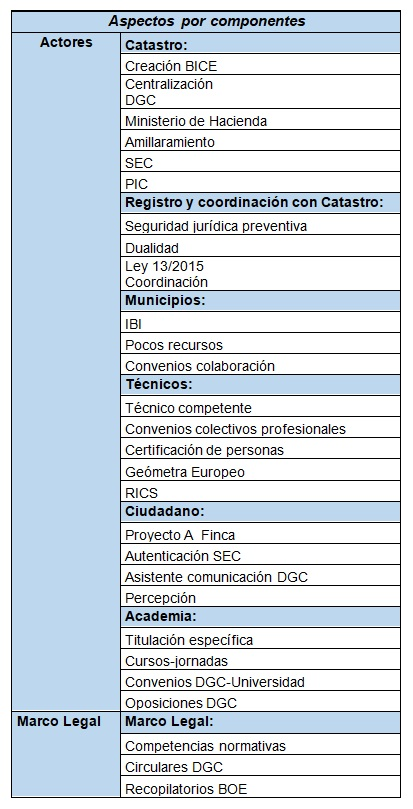 Aspectos por componentes
Actores
Catastro:
Creación BICE
Centralización
DGC
Ministerio de Hacienda
Amillaramiento
SEC
PIC
Registro y coordinación con Catastro:
Seguridad jurídica preventiva
Dualidad
Ley 13/2015
Coordinación
Municipios:
IBI
Pocos recursos
Convenios colaboración
Técnicos:
Técnico competente
Convenios colectivos profesionales
Certificación de personas
Geómetra Europeo
RICS
Ciudadano:
Proyecto A Finca
Autenticación SEC
Asistente comunicación DGC
Percepción
Academia:
Titulación específica
Cursos-jornadas
Convenios DGC-Universidad
Oposiciones DGC
Marco Legal
Marco Legal:
Competencias normativas
Circulares DGC
Recopilatorios BOE